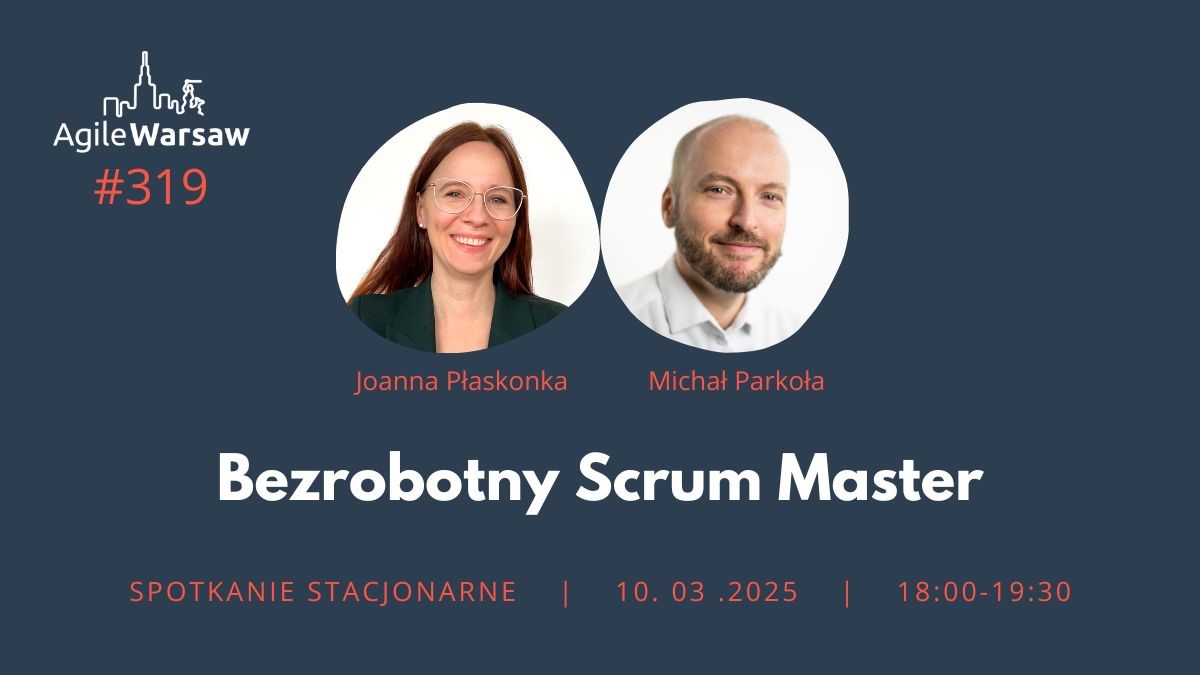 AgileWarsaw
#319
Joanna Płaskonka
Michał Parkoła
Bezrobotny Scrum Master
SPOTKANIE STACJONARNE | 10. 03 .2025 | 18:00-19:30